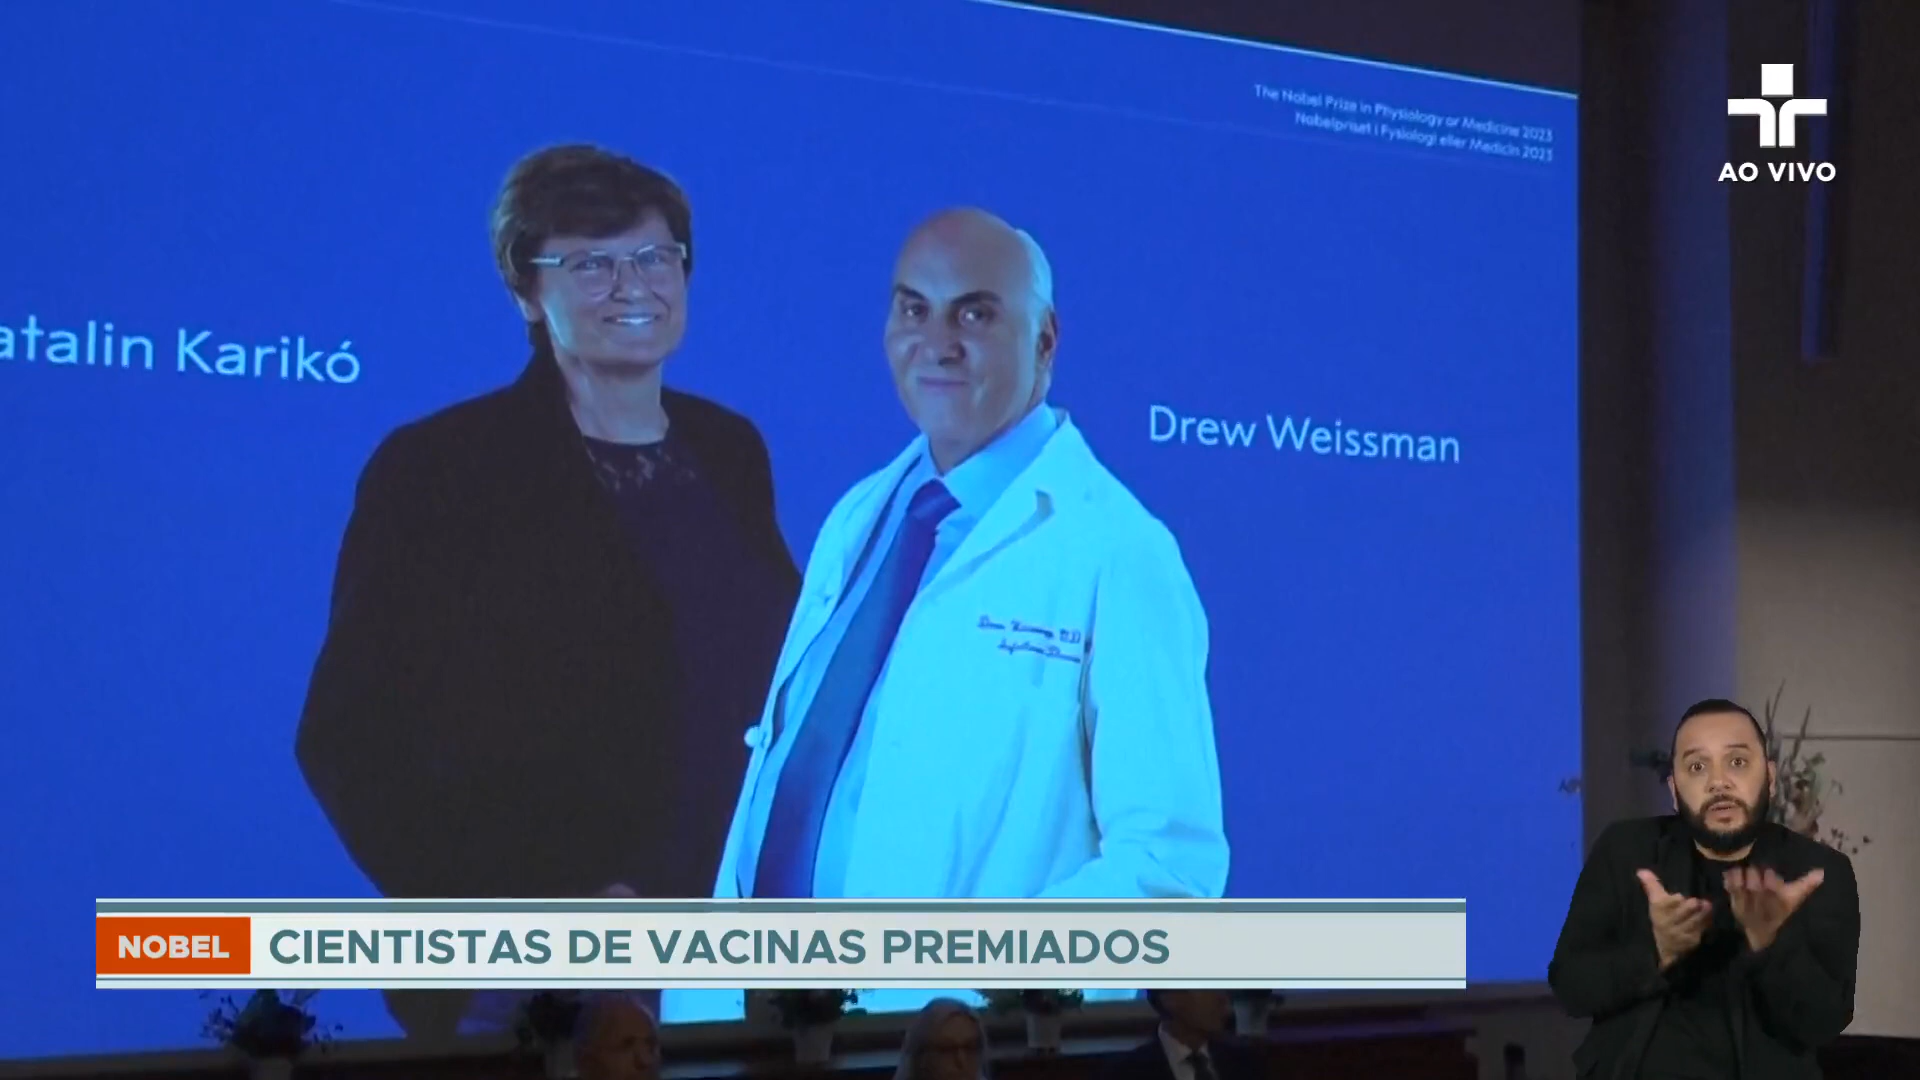 The Nobel Prize in Physiology or Medicine 2023
Nobelpriset i Fysiologi eller Medicin 2023
AO VIVO
atalin Karikó
Drew Weissman
NOBEL
CIENTISTAS DE VACINAS PREMIADOS